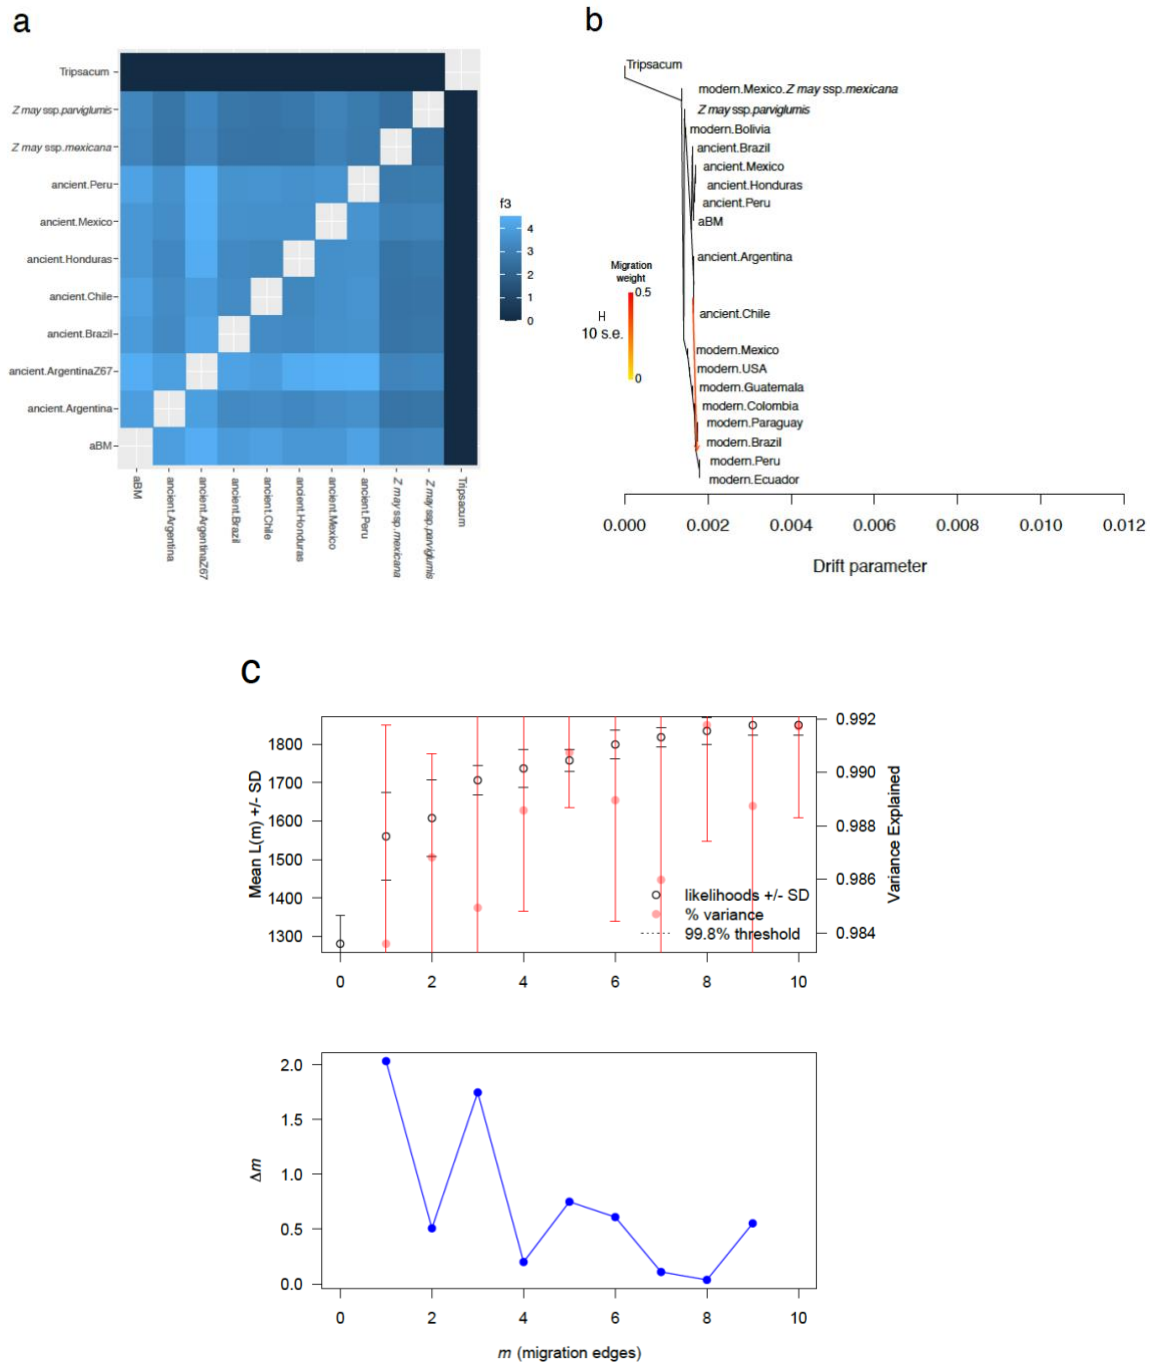 a
Tripsacum
Z may ssp.parviglumis
Z may ssp.mexicana
ancient.Peru
ancient.Mexico
ancient.Honduras
ancient.Chile
ancient.Brazil
ancient.ArgentinaZ67
ancient.Argentina
aBM
aBM
ancient.Argentina
ancient.ArgentinaZ67
ancient.Brazil
ancient.Chile
ancient.Honduras
ancient.Mexico
ancient.Peru
Z may ssp.mexicana
Z may ssp.parviglumis
Tripsacum
f3
4
3
2
1
0
b
Tripsacum
modern.Mexico.Z may ssp.mexicana
Z may ssp.parviglumis
modern.Bolivia
ancient.Brazil
ancient.Mexico
ancient.Honduras
ancient.Peru
aBM
ancient.Argentina
ancient.Chile
modern.Mexico
modern.USA
modern.Guatemala
modern.Colombia
modern.Paraguay
modern.Brazil
modern.Peru
modern.Ecuador
Migration
weight
0.5
0
10 s.e.
0.000 0.002 0.004 0.006 0.008 0.010 0.012
Drift parameter
c
Mean L(m) +/- SD
1800
1700
1600
1500
1400
1300
0 2 4 6 8 10
0.992
0.990
0.988
0.986
0.984
Variance Explained
likelihoods +/- SD
% variance
99.8% threshold
Δm
2.0
1.5
1.0
0.5
0.0
0 2 4 6 8 10
m (migration edges)